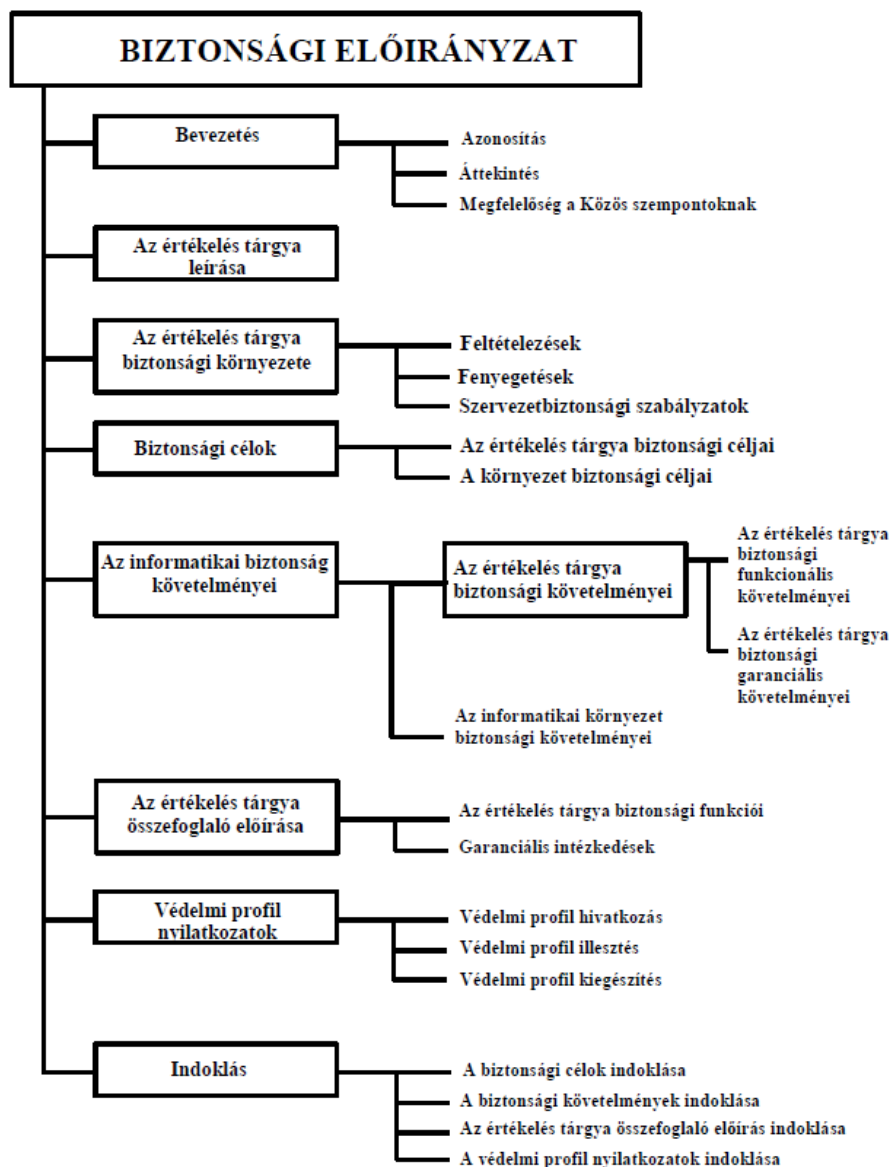 BIZTONSÁGI ELŐIRÁNYZAT
Bevezetés
Azonosítás
Áttekintés
Megfelelőség a Közös szempontoknak
Az értékelés tárgya
leírása
Az értékelés tárgya
biztonsági környezete
Feltételezések
Fenyegetések
Szervezetbiztonsági szabályzatok
Biztonsági célok
Az értékelés tárgya biztonsági céljai
A környezet biztonsági céljai
Az informatikai biztonság
követelményei
Az értékelés tárgya
biztonsági követelményei
Az értékelés tárgya
biztonsági
funkcionális
követelményei
Az értékelés tárgya
biztonsági
garanciális
követelményei
Az informatikai környezet
biztonsági követelményei
Az értékelés tárgya
összefoglaló előírása
Az értékelés tárgya biztonsági funkciói
Garanciális intézkedések
Védelmi profil
nyilatkozatok
Védelmi profil hivatkozás
Védelmi profil illesztés
Védelmi profil kiegészítés
Indoklás
A biztonsági célok indoklása
A biztonsági követelmények indoklása
Az értékelés tárgya összefoglaló előírás indoklása
A védelmi profil nyilatkozatok indoklása